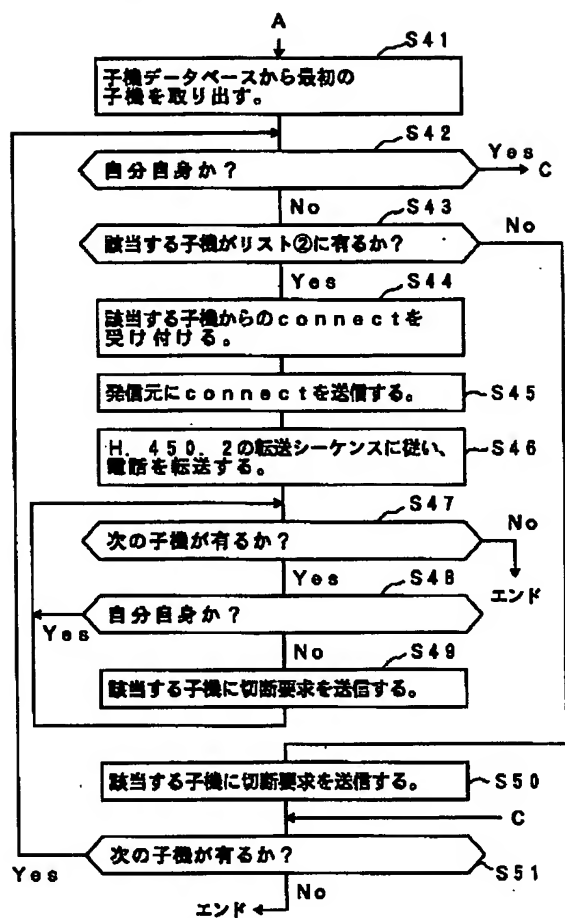 A
S41
子機データベースから最初の
子機を取り出す。
S42
自分自身か?
Yes
C
No
S43
該当する子機がリスト②に有るか?
No
Yes
S44
該当する子機からのconnectを
受け付ける。
発信元にconnectを送信する。
S45
H．450．2の転送シーケンスに従い、
電話を転送する。
S46
S47
次の子機が有るか?
No
エンド
Yes
S48
自分自身か?
Yes
No
S49
該当する子機に切断要求を送信する。
該当する子機に切断要求を送信する。
S50
C
次の子機が有るか?
Yes
S51
No
エンド